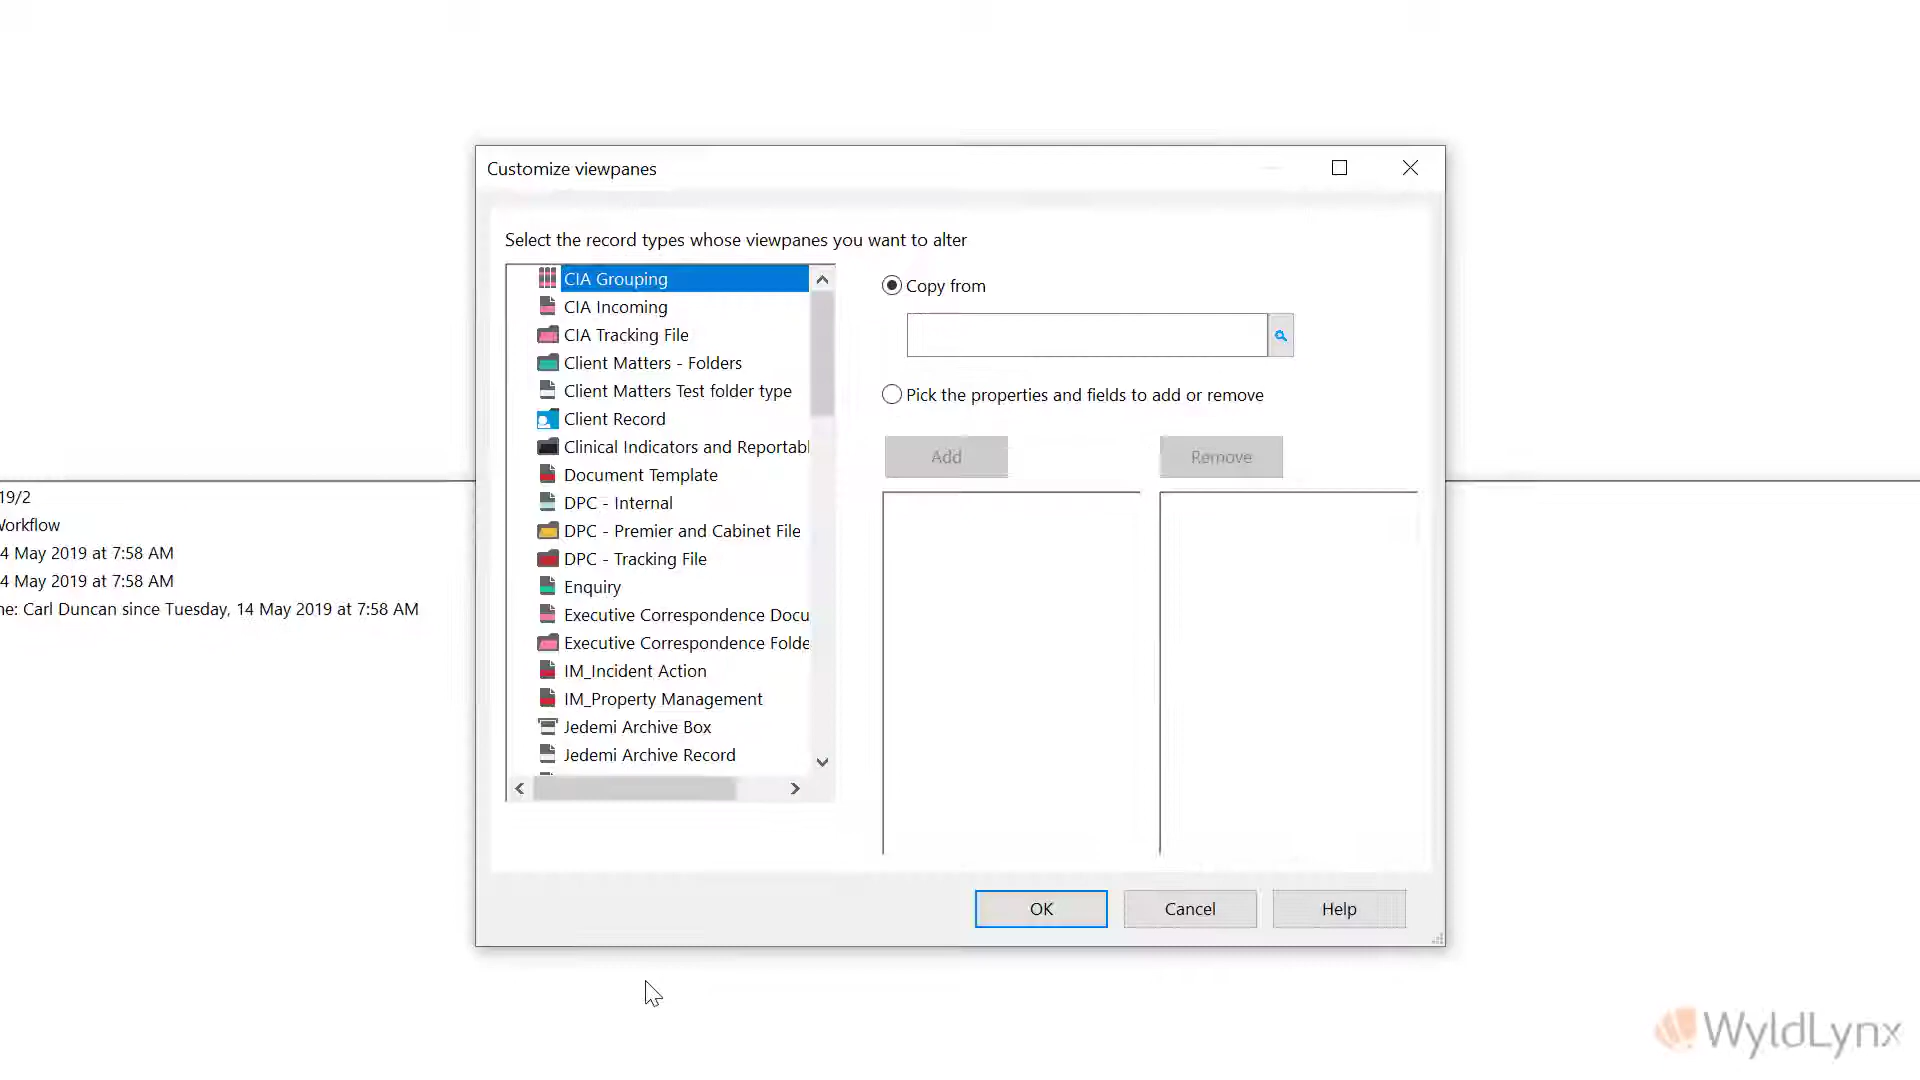 Customize viewpanes
Select the record types whose viewpanes you want to alter
CIA Grouping
CIA Incoming
CIA Tracking File
Client Matters - Folders
Client Matters Test folder type
Client Record
Clinical Indicators and Reportabl
Document Template
DPC - Internal
DPC - Premier and Cabinet File
DPC - Tracking File
Enquiry
Executive Correspondence Docu
Executive Correspondence Folde
IM_Incident Action
IM_Property Management
Jedemi Archive Box
Jedemi Archive Record
Copy from
Pick the properties and fields to add or remove
Add
Remove
OK
Cancel
Help
19/2
Workflow
4 May 2019 at 7:58 AM
4 May 2019 at 7:58 AM
ne: Carl Duncan since Tuesday, 14 May 2019 at 7:58 AM
WyldLynx